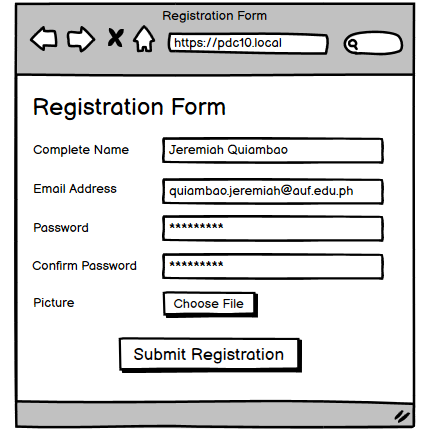 Registration Form
https://pdc10.local
Registration Form
Complete Name
Jeremiah Quiambao
Email Address
quiambao.jeremiah@auf.edu.ph
Password
*********
Confirm Password
*********
Picture
Choose File
Submit Registration